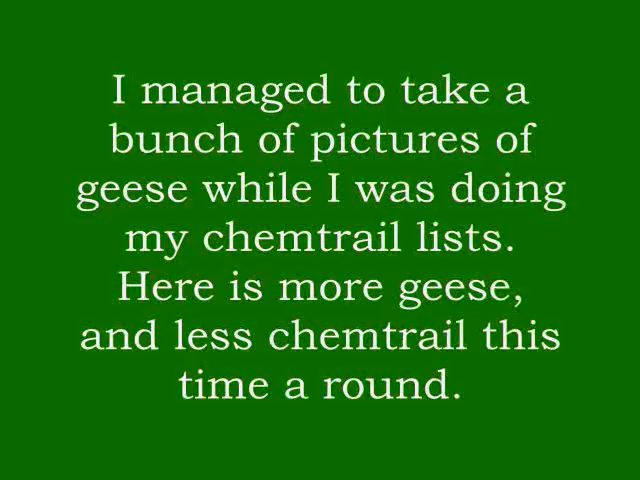 I managed to take a
bunch of pictures of
geese while I was doing
my chemtrail lists.
Here is more geese,
and less chemtrail this
time a round.